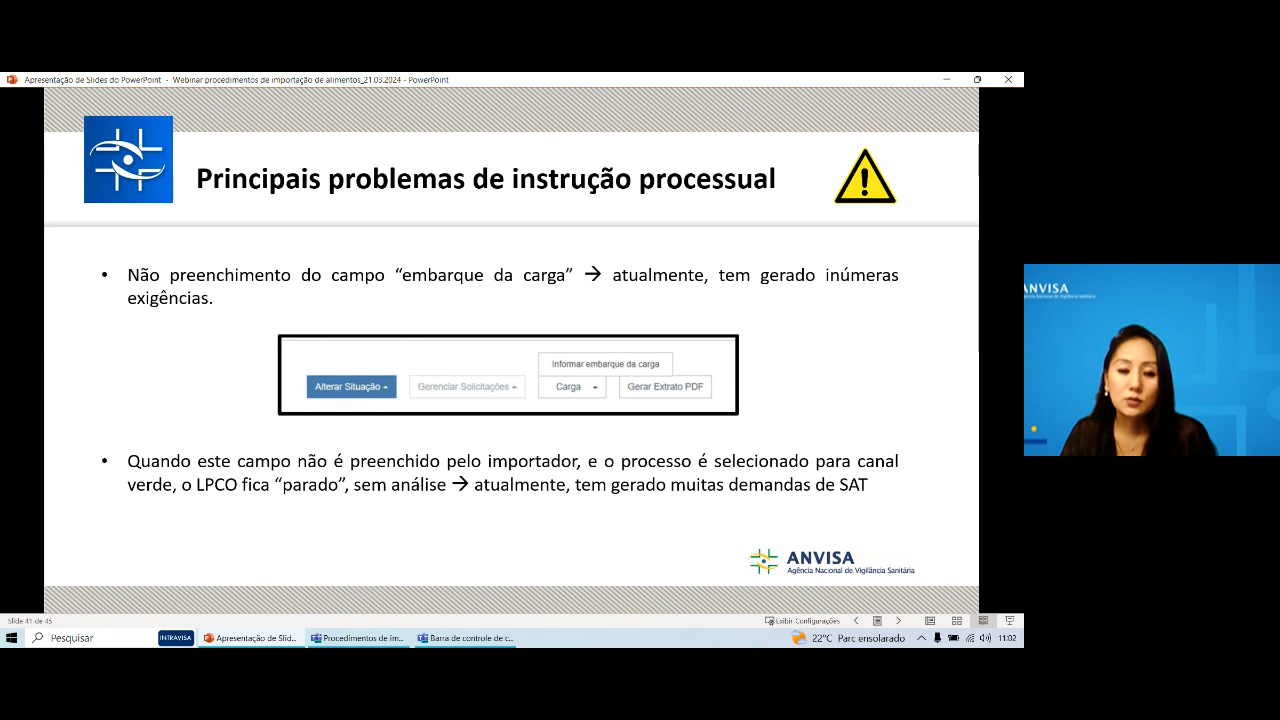 Apresentação de Slides do PowerPoint - Webinar procedimentos de importação de alimentos_21.03.2024 - PowerPoint
Principais problemas de instrução processual
• Não preenchimento do campo “embarque da carga” → atualmente, tem gerado inúmeras
exigências.
Informar embarque da carga
Alterar Situação Gerenciar Solicitações Carga Gerar Extrato PDF
• Quando este campo não é preenchido pelo importador, e o processo é selecionado para canal
verde, o LPCO fica “parado”, sem análise → atualmente, tem gerado muitas demandas de SAT
ANVISA
Agência Nacional de Vigilância Sanitária
ANVISA
Agência Nacional de Vigilância Sanitária
Slide 41 de 45
Exibir Configurações
Pesquisar
INTRAVISA
Apresentação de Slid...
Procedimentos de im...
Barra de controle de c...
22°C Parc ensolarado
11:02